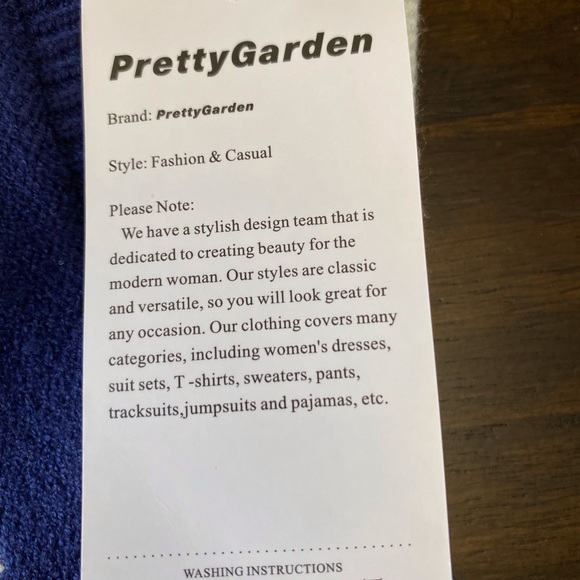 PrettyGarden
Brand: PrettyGarden
Style: Fashion & Casual
Please Note:
We have a stylish design team that is
dedicated to creating beauty for the
modern woman. Our styles are classic
and versatile, so you will look great for
any occasion. Our clothing covers many
categories, including women's dresses,
suit sets, T -shirts, sweaters, pants,
tracksuits,jumpsuits and pajamas, etc.
WASHING INSTRUCTIONS